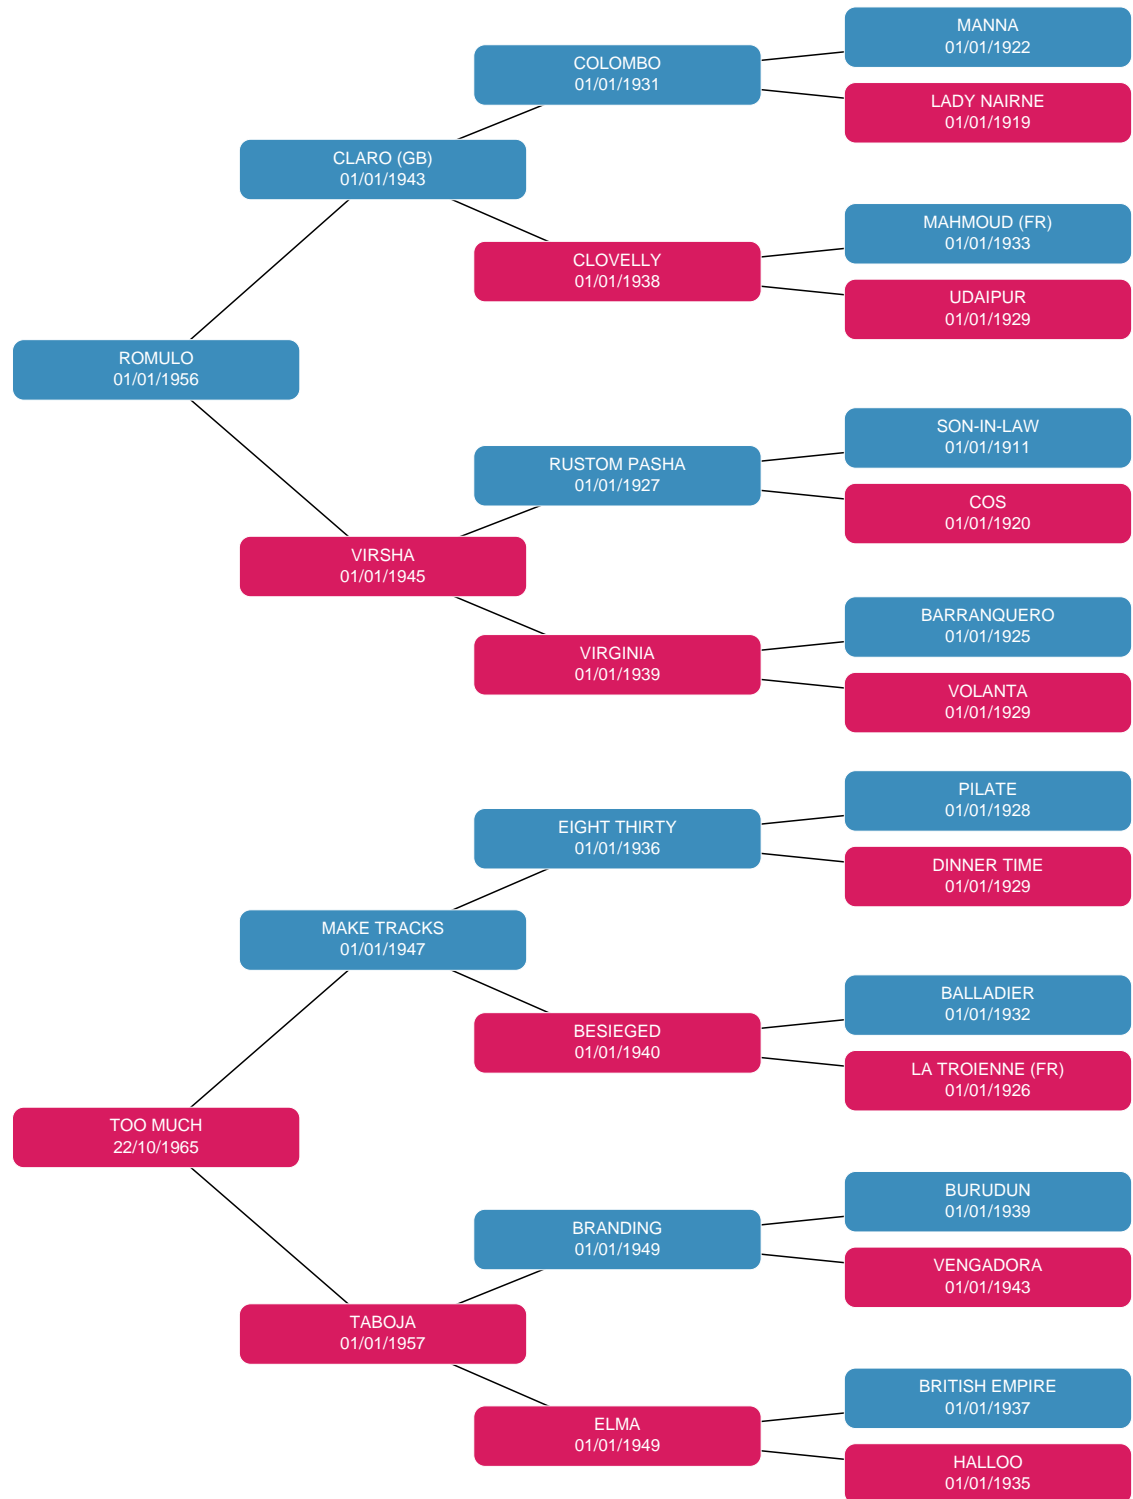 MANNA
01/01/1922
COLOMBO
01/01/1931
LADY NAIRNE
01/01/1919
CLARO (GB)
01/01/1943
MAHMOUD (FR)
01/01/1933
CLOVELLY
01/01/1938
UDAIPUR
01/01/1929
ROMULO
01/01/1956
SON-IN-LAW
01/01/1911
RUSTOM PASHA
01/01/1927
COS
01/01/1920
VIRSHA
01/01/1945
BARRANQUERO
01/01/1925
VIRGINIA
01/01/1939
VOLANTA
01/01/1929
PILATE
01/01/1928
EIGHT THIRTY
01/01/1936
DINNER TIME
01/01/1929
MAKE TRACKS
01/01/1947
BALLADIER
01/01/1932
BESIEGED
01/01/1940
LA TROIENNE (FR)
01/01/1926
TOO MUCH
22/10/1965
BURUDUN
01/01/1939
BRANDING
01/01/1949
VENGADORA
01/01/1943
TABOJA
01/01/1957
BRITISH EMPIRE
01/01/1937
ELMA
01/01/1949
HALLOO
01/01/1935